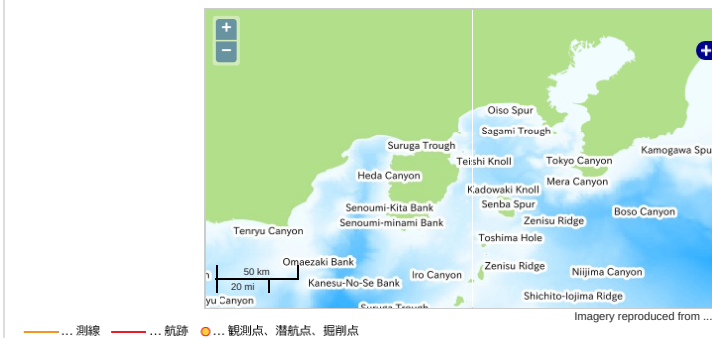 +
−
+
Oiso Spur
Sagami Trough
Suruga Trough
Kamogawa Spu
Teishi Knoll
Tokyo Canyon
Heda Canyon
Mera Canyon
Kadowaki Knoll
Senoumi-Kita Bank
Senba Spur
Boso Canyon
Senoumi-minami Bank
Zenisu Ridge
Tenryu Canyon
Toshima Hole
Omaezaki Bank
Zenisu Ridge
50 km
n
Iro Canyon
Niijima Canyon
20 mi
Kanesu-No-Se Bank
yu Canyon
Shichito-Iojima Ridge
Suruga Trough
Imagery reproduced from ...
... 測線 ... 航跡 ... 観測点、潜航点、掘削点